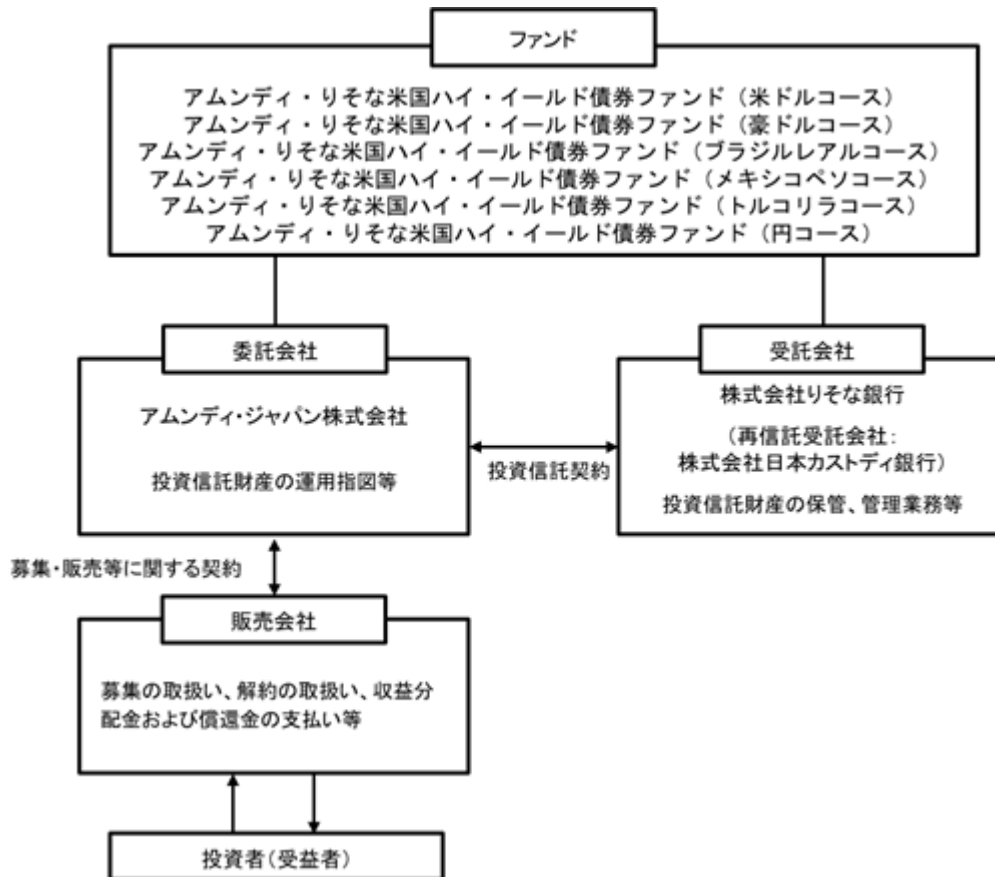 ファンド
アムンディ・りそな米国ハイ・イールド債券ファンド（米ドルコース）
アムンディ・りそな米国ハイ・イールド債券ファンド（豪ドルコース）
アムンディ・りそな米国ハイ・イールド債券ファンド（ブラジルレアルコース）
アムンディ・りそな米国ハイ・イールド債券ファンド（メキシコペソコース）
アムンディ・りそな米国ハイ・イールド債券ファンド（トルコリラコース）
アムンディ・りそな米国ハイ・イールド債券ファンド（円コース）
委託会社
アムンディ・ジャパン株式会社
投資信託財産の運用指図等
投資信託契約
受託会社
株式会社りそな銀行
（再信託受託会社：
株式会社日本カストディ銀行）
投資信託財産の保管、管理業務等
募集・販売等に関する契約
販売会社
募集の取扱い、解約の取扱い、収益分
配金および償還金の支払い等
投資者（受益者）